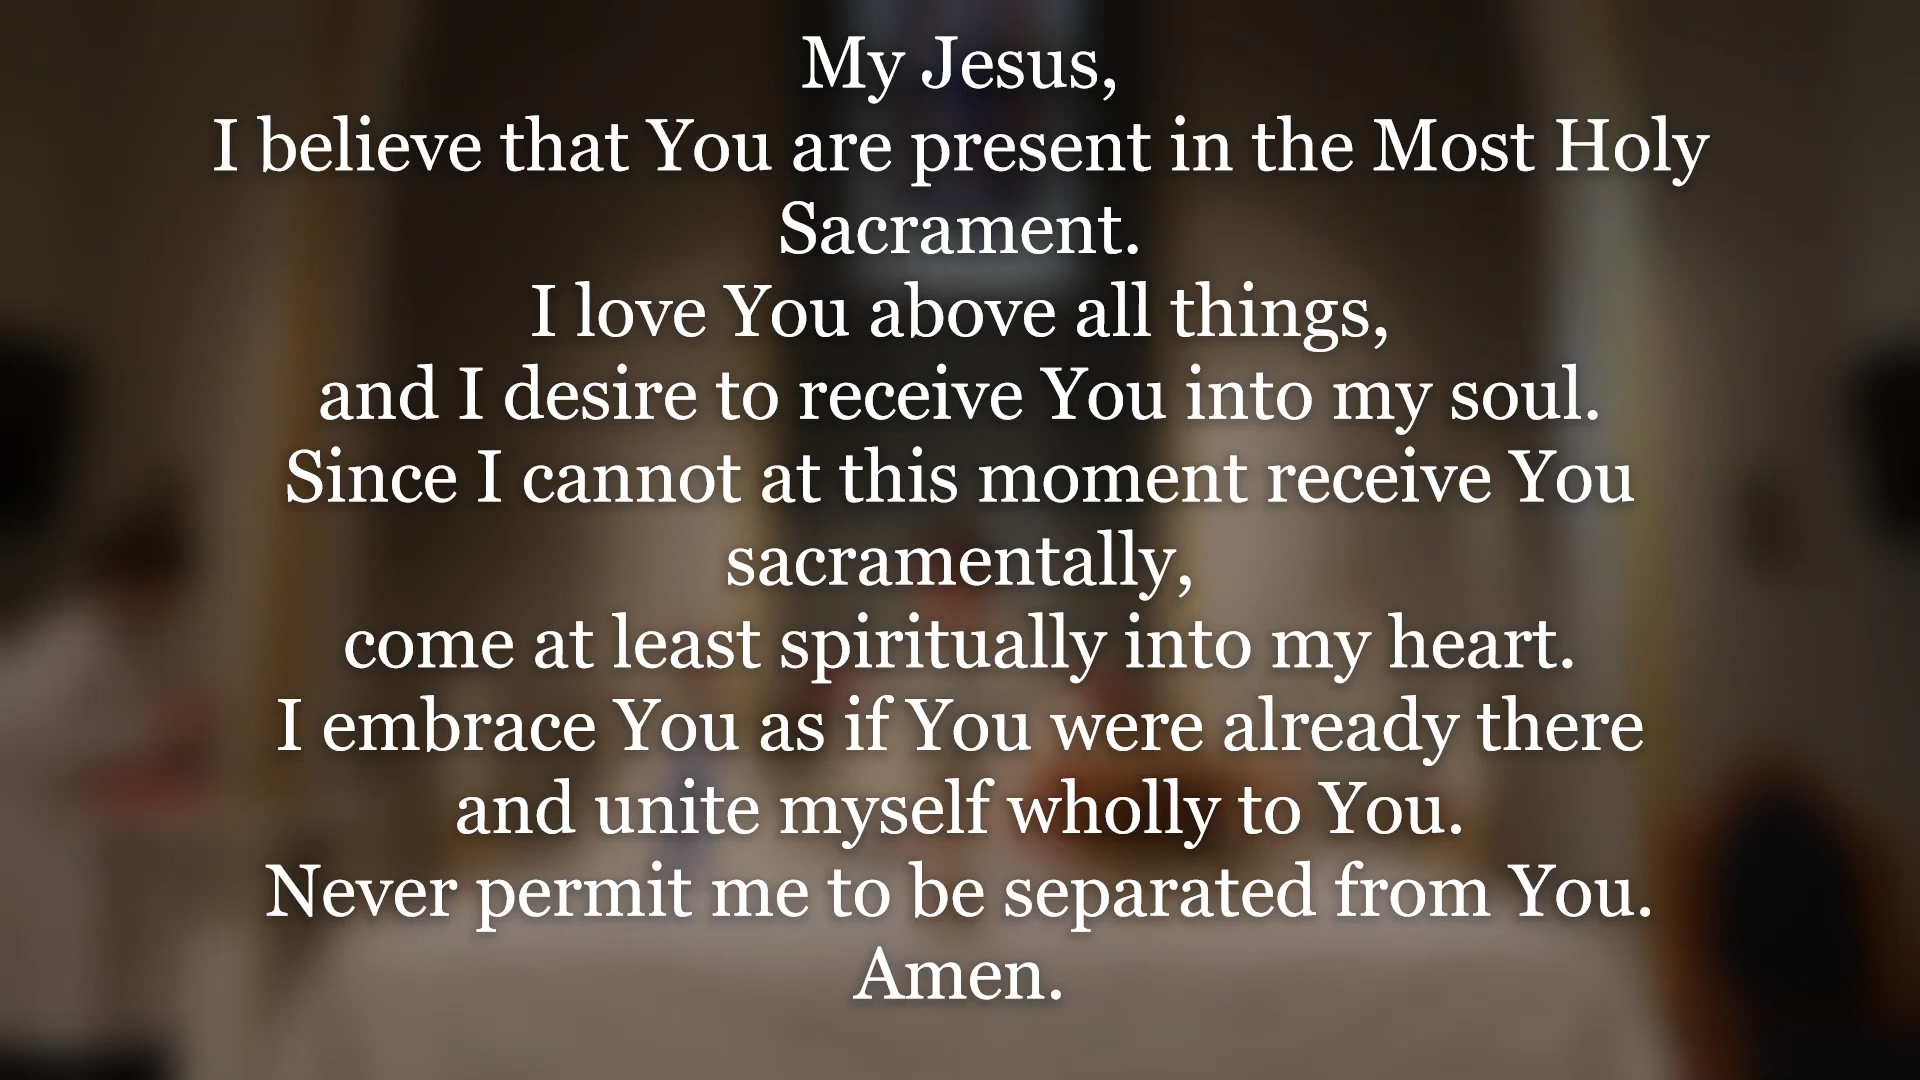 My Jesus,
I believe that You are present in the Most Holy
Sacrament.
I love You above all things,
and I desire to receive You into my soul.
Since I cannot at this moment receive You
sacramentally,
come at least spiritually into my heart.
I embrace You as if You were already there
and unite myself wholly to You.
Never permit me to be separated from You.
Amen.